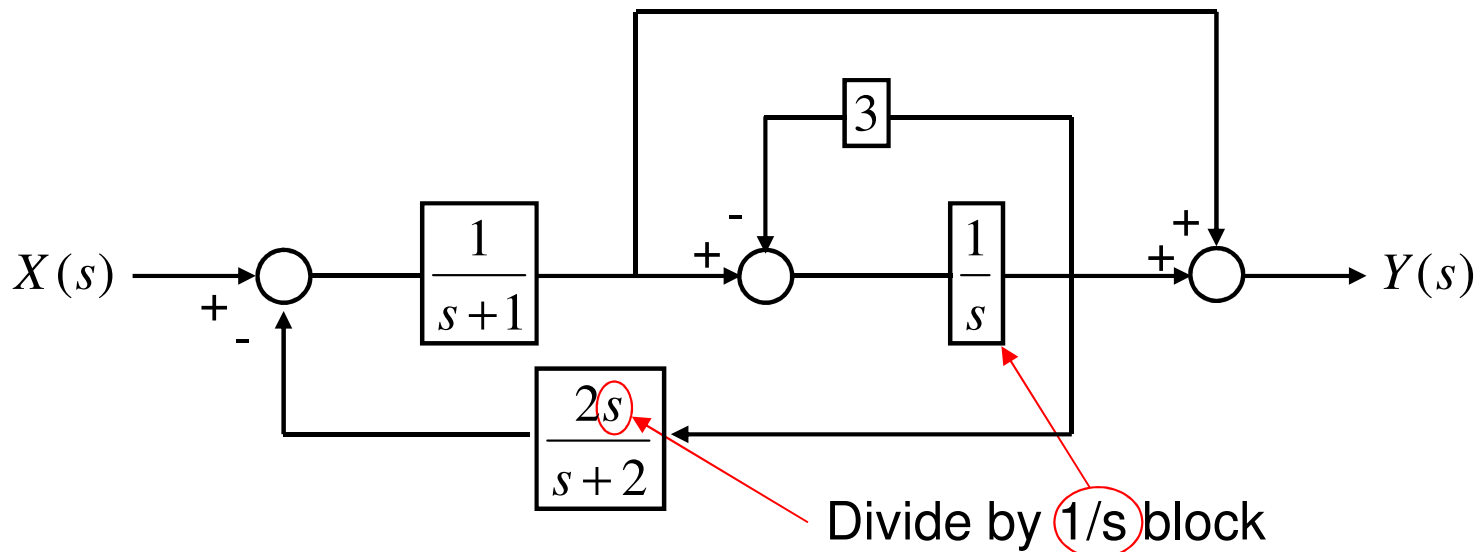 3
-
1
s+1
+
1
s
+
+
X(s)
Y(s)
+
-
2s
s+2
Divide by 1/s block